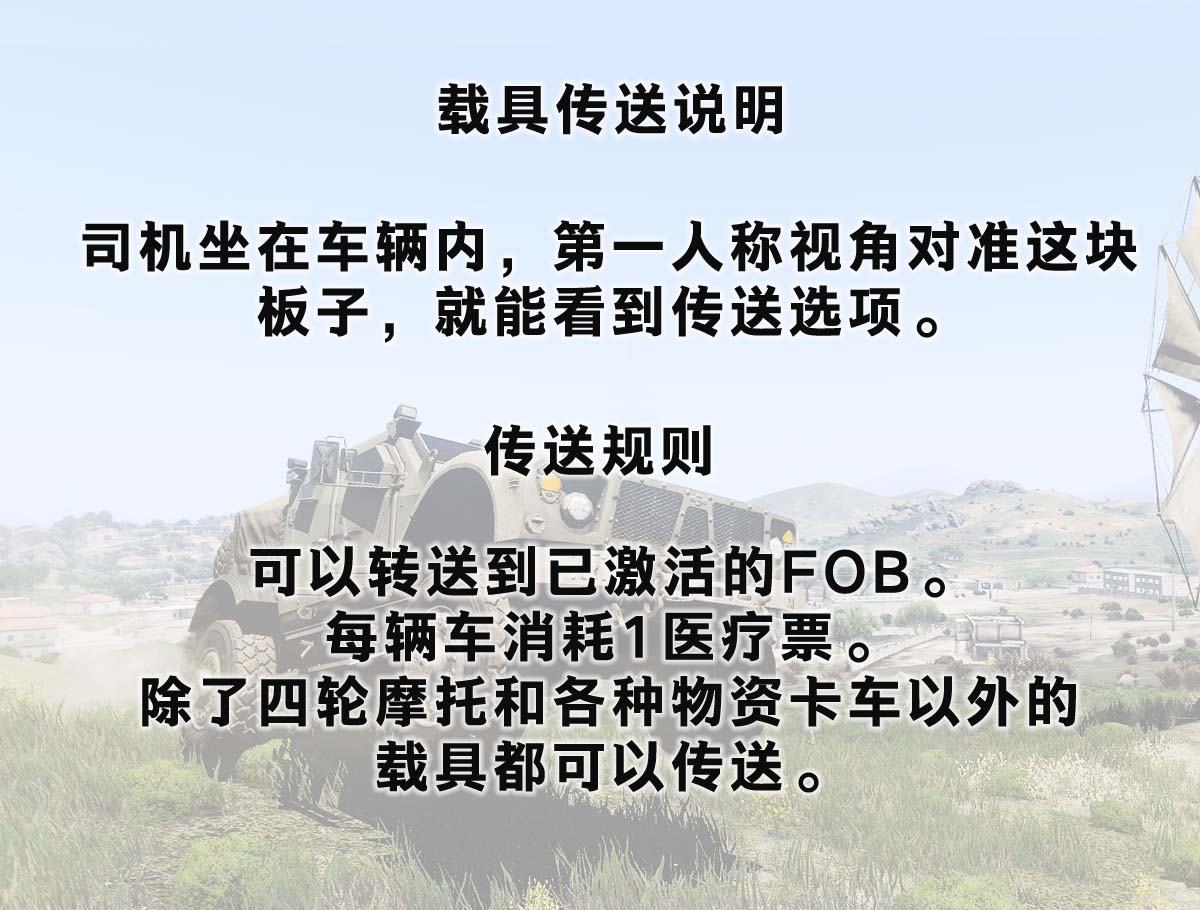 载具传送说明
司机坐在车辆内，第一人称视角对准这块
板子，就能看到传送选项。
传送规则
可以转送到已激活的FOB。
每辆车消耗1医疗票。
除了四轮摩托和各种物资卡车以外的
载具都可以传送。